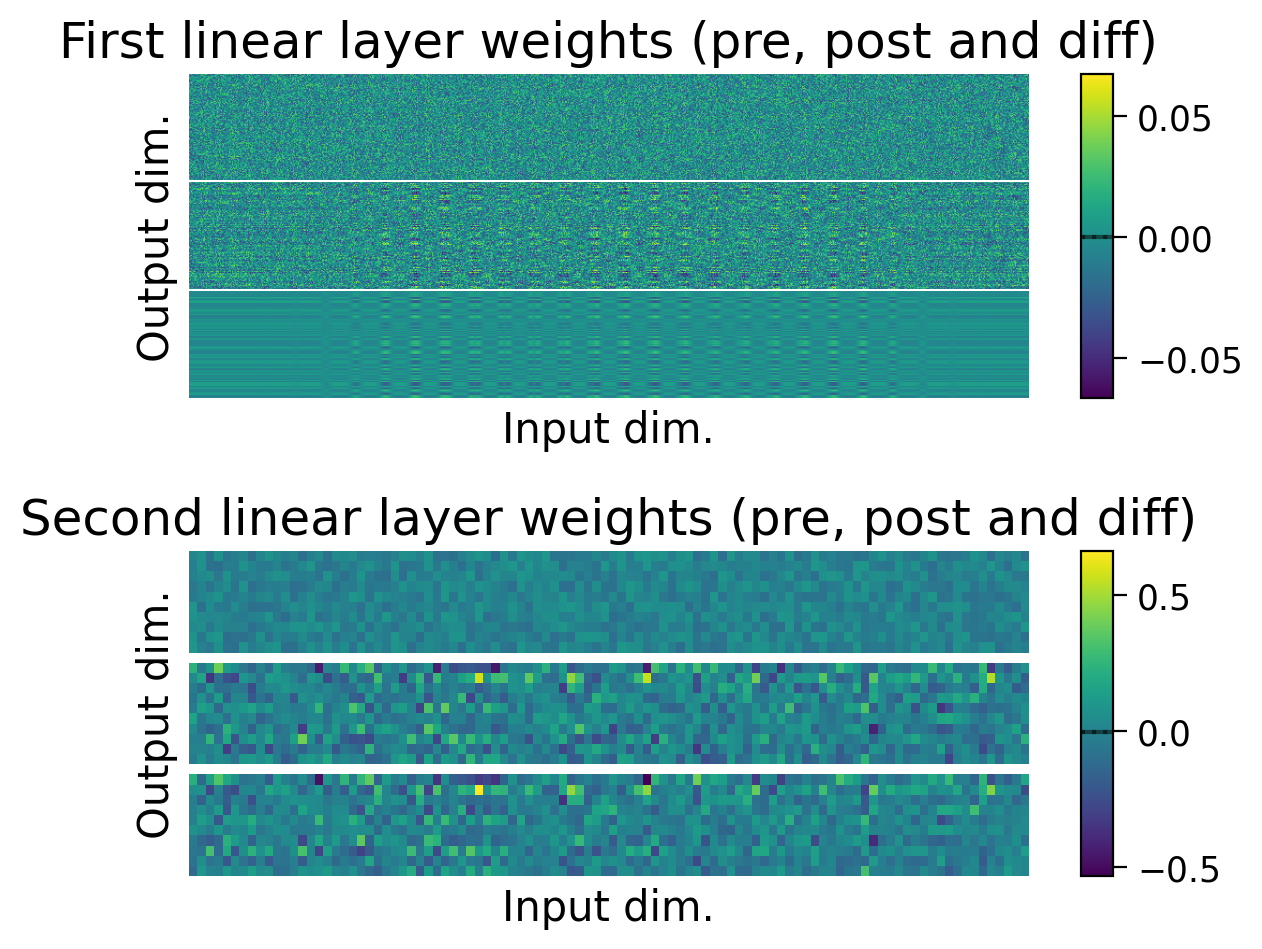 First linear layer weights (pre, post and diff)
Output dim.
0.05
0.00
−0.05
Input dim.
Second linear layer weights (pre, post and diff)
Output dim.
0.5
0.0
−0.5
Input dim.